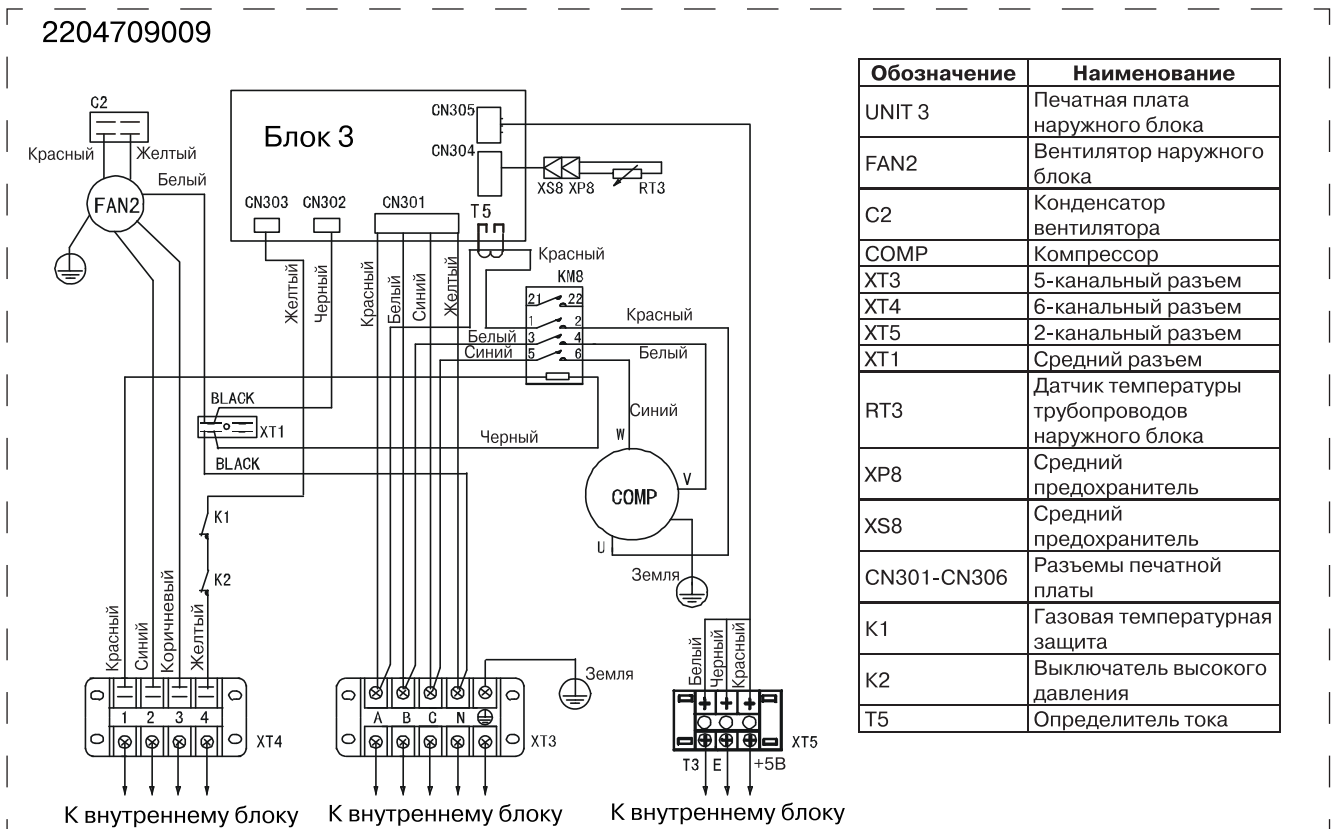 2204709009
C2
Красный
Желтый
Белый
FAN2
Блок 3
CN305
CN304
CN303
CN302
CN301
T5
XS8 XP8
RT3
Желтый
Черный
Красный
Белый
Синий
Желтый
Красный
KM8
21
22
1
2
Белый
3
4
Синий
5
6
Красный
Белый
Синий
BLACK
XT1
Черный
BLACK
W
V
U
COMP
Земля
K1
K2
Красный
Синий
Коричневый
Желтый
1 2 3 4
XT4
К внутреннему блоку
A B C N
XT3
Земля
К внутреннему блоку
Белый
Черный
Красный
XT5
T3 E +5В
К внутреннему блоку
Обозначение Наименование
UNIT 3 Печатная плата
наружного блока
FAN2 Вентилятор наружного
блока
C2 Конденсатор
вентилятора
COMP Компрессор
XT3 5-канальный разъем
XT4 6-канальный разъем
XT5 2-канальный разъем
XT1 Средний разъем
RT3 Датчик температуры
трубопроводов
наружного блока
XP8 Средний
предохранитель
XS8 Средний
предохранитель
CN301-CN306 Разъемы печатной
платы
K1 Газовая температурная
защита
K2 Выключатель высокого
давления
T5 Определитель тока